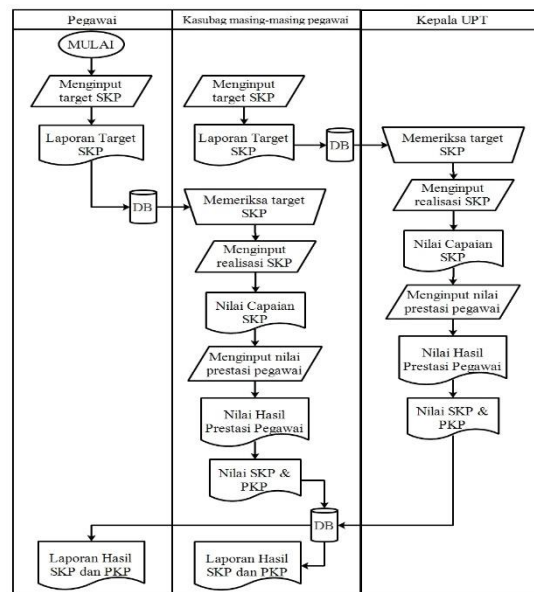 Pegawai
Kasubag masing-masing pegawai
Kepala UPT
MULAI
Menginput
target SKP
Laporan Target
SKP
DB
Menginput
target SKP
Laporan Target
SKP
DB
Memeriksa target
SKP
Menginput
realisasi SKP
Nilai Capaian
SKP
Menginput nilai
prestasi pegawai
Nilai Hasil
Prestasi Pegawai
Nilai SKP &
PKP
DB
Memeriksa target
SKP
Menginput
realisasi SKP
Nilai Capaian
SKP
Menginput nilai
prestasi pegawai
Nilai Hasil
Prestasi Pegawai
Nilai SKP &
PKP
Laporan Hasil
SKP dan PKP
Laporan Hasil
SKP dan PKP